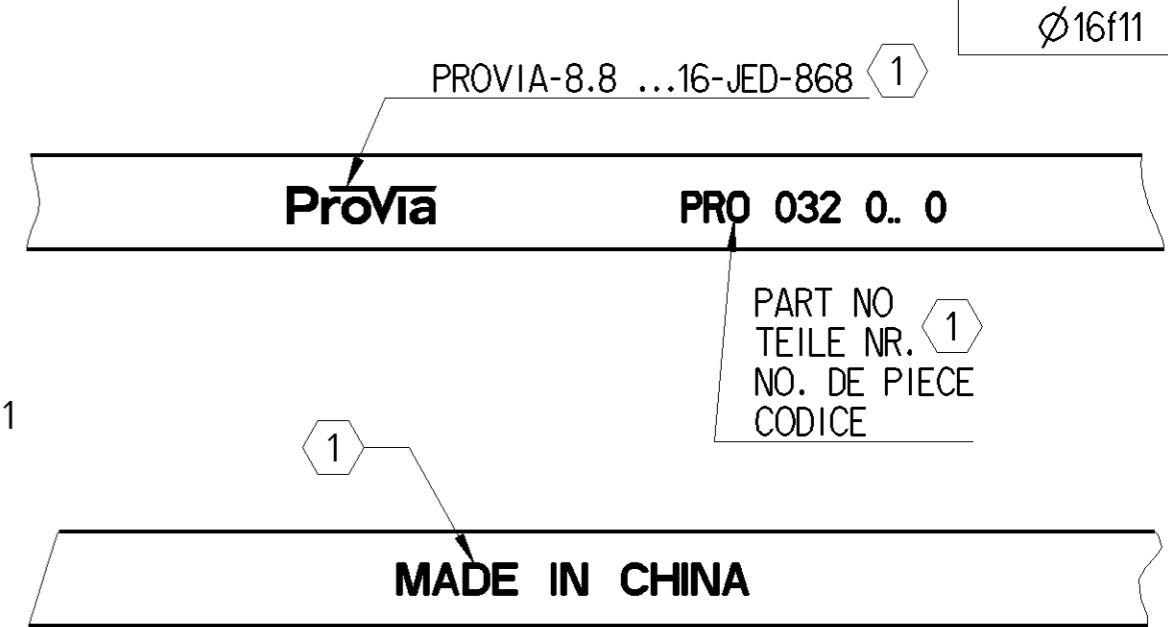 Ø16f11
PROVIA-8.8 ...16-JED-868 1
ProVia PRO 032 0.. 0
PART NO
TEILE NR. 1
NO. DE PIECE
CODICE
1
1
MADE IN CHINA